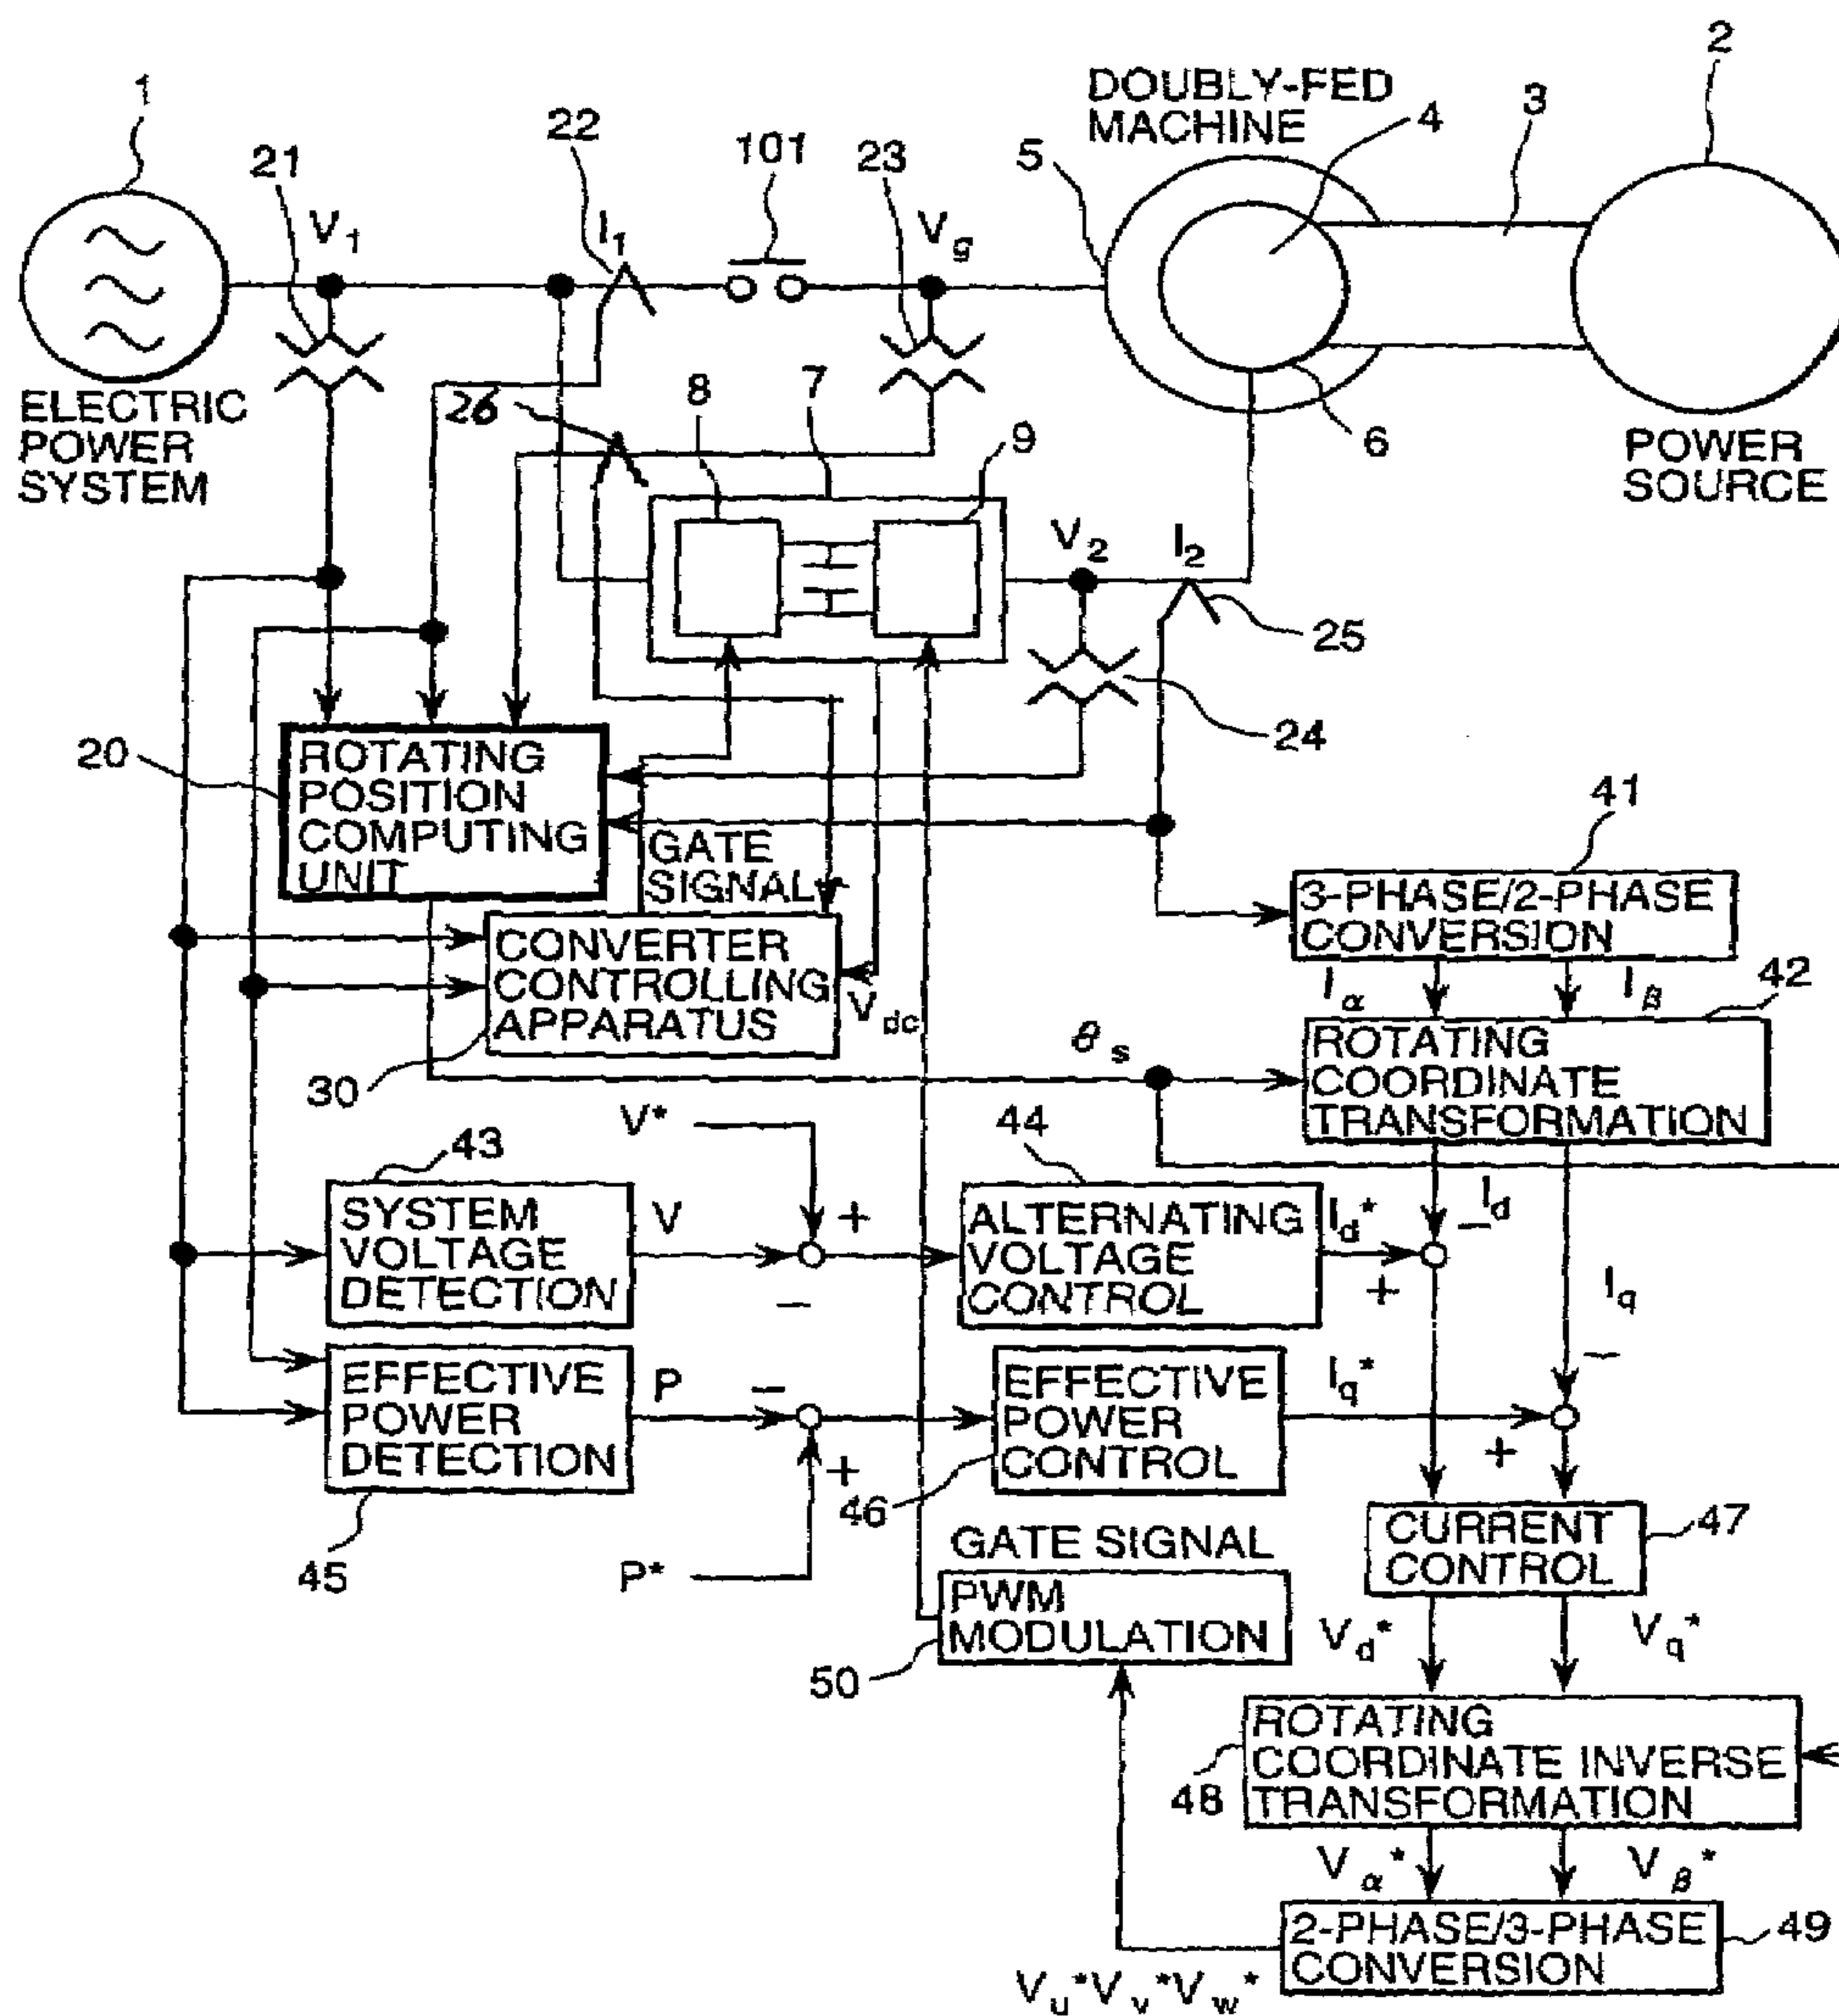 2
DOUBLY-FED
MACHINE
1
22
101
23
5
4
3
21
V1
I1
Vg
ELECTRIC
POWER
SYSTEM
26
8
7
9
6
POWER
SOURCE
V2
I2
25
24
20
ROTATING
POSITION
COMPUTING
UNIT
GATE
SIGNAL
41
3-PHASE/2-PHASE
CONVERSION
CONVERTER
CONTROLLING
APPARATUS
Vdc
Iα
Iβ
42
30
θs
ROTATING
COORDINATE
TRANSFORMATION
V*
43
44
SYSTEM
VOLTAGE
DETECTION
V
+
−
ALTERNATING
VOLTAGE
CONTROL
Id*
−
Id
+
Iq
EFFECTIVE
POWER
DETECTION
P
−
+
EFFECTIVE
POWER
CONTROL
Iq*
−
+
45
P*
46
GATE SIGNAL
CURRENT
CONTROL
47
PWM
MODULATION
50
Vd*
Vq*
ROTATING
COORDINATE INVERSE
TRANSFORMATION
48
Vα*
Vβ*
2-PHASE/3-PHASE
CONVERSION
49
Vu*Vv*Vw*